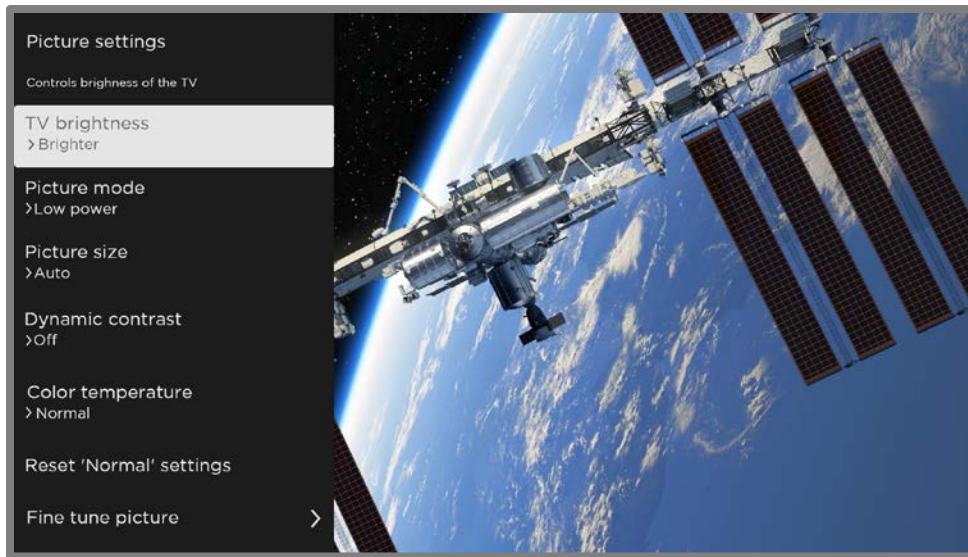 Picture settings
Controls brighness of the TV
TV brightness
>Brighter
Picture mode
>Low power
Picture size
>Auto
Dynamic contrast
>Off
Color temperature
>Normal
Reset 'Normal' settings
Fine tune picture >